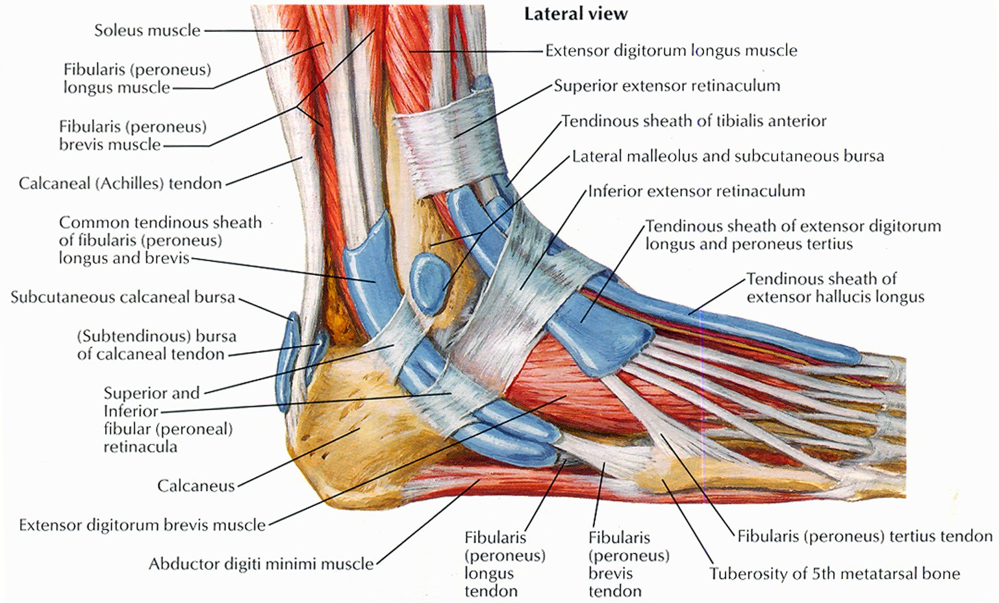 Lateral view
Soleus muscle
Fibularis (peroneus)
longus muscle
Fibularis (peroneus)
brevis muscle
Calcaneal (Achilles) tendon
Common tendinous sheath
of fibularis (peroneus)
longus and brevis
Subcutaneous calcaneal bursa
(Subtendinous) bursa
of calcaneal tendon
Superior and
Inferior
fibular (peroneal)
retinacula
Calcaneus
Extensor digitorum brevis muscle
Abductor digiti minimi muscle
Extensor digitorum longus muscle
Superior extensor retinaculum
Tendinous sheath of tibialis anterior
Lateral malleolus and subcutaneous bursa
Inferior extensor retinaculum
Tendinous sheath of extensor digitorum
longus and peroneus tertius
Tendinous sheath of
extensor hallucis longus
Fibularis
(peroneus)
longus
tendon
Fibularis
(peroneus)
brevis
tendon
Fibularis (peroneus) tertius tendon
Tuberosity of 5th metatarsal bone